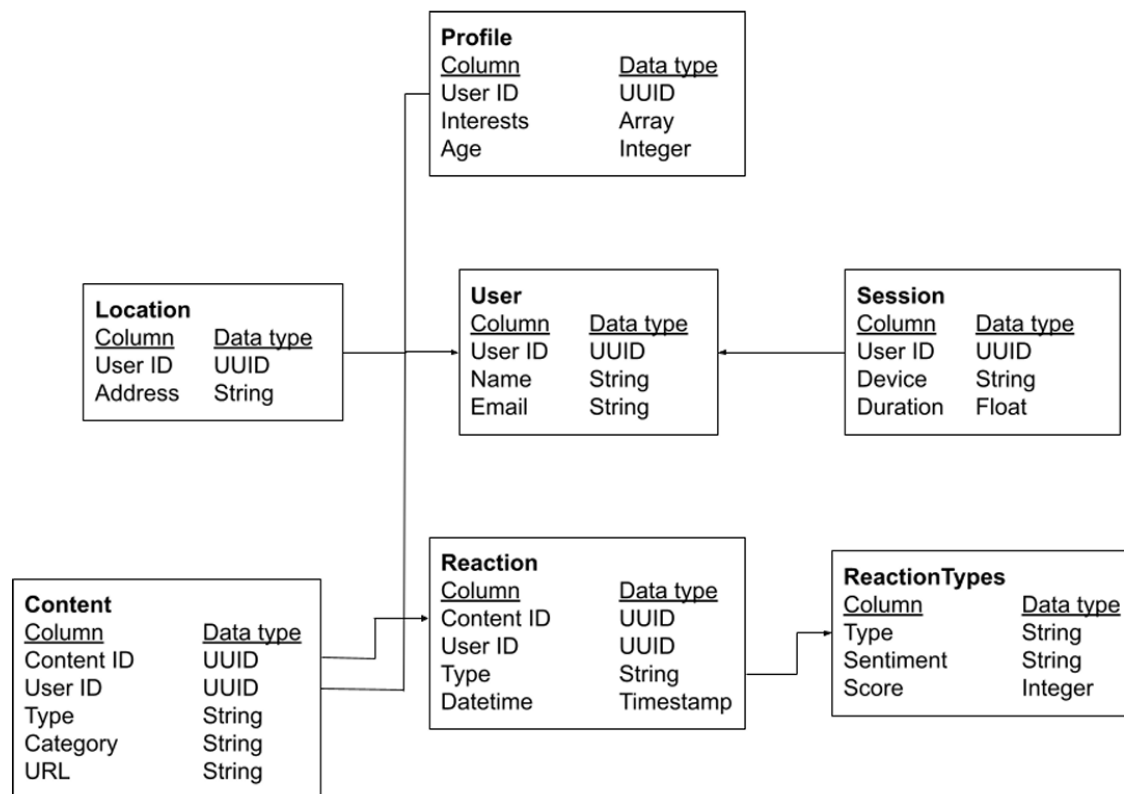 Profile
Column Data type
User ID UUID
Interests Array
Age Integer
Location
Column Data type
User ID UUID
Address String
User
Column Data type
User ID UUID
Name String
Email String
Session
Column Data type
User ID UUID
Device String
Duration Float
Content
Column Data type
Content ID UUID
User ID UUID
Type String
Category String
URL String
Reaction
Column Data type
Content ID UUID
User ID UUID
Type String
Datetime Timestamp
ReactionTypes
Column Data type
Type String
Sentiment String
Score Integer